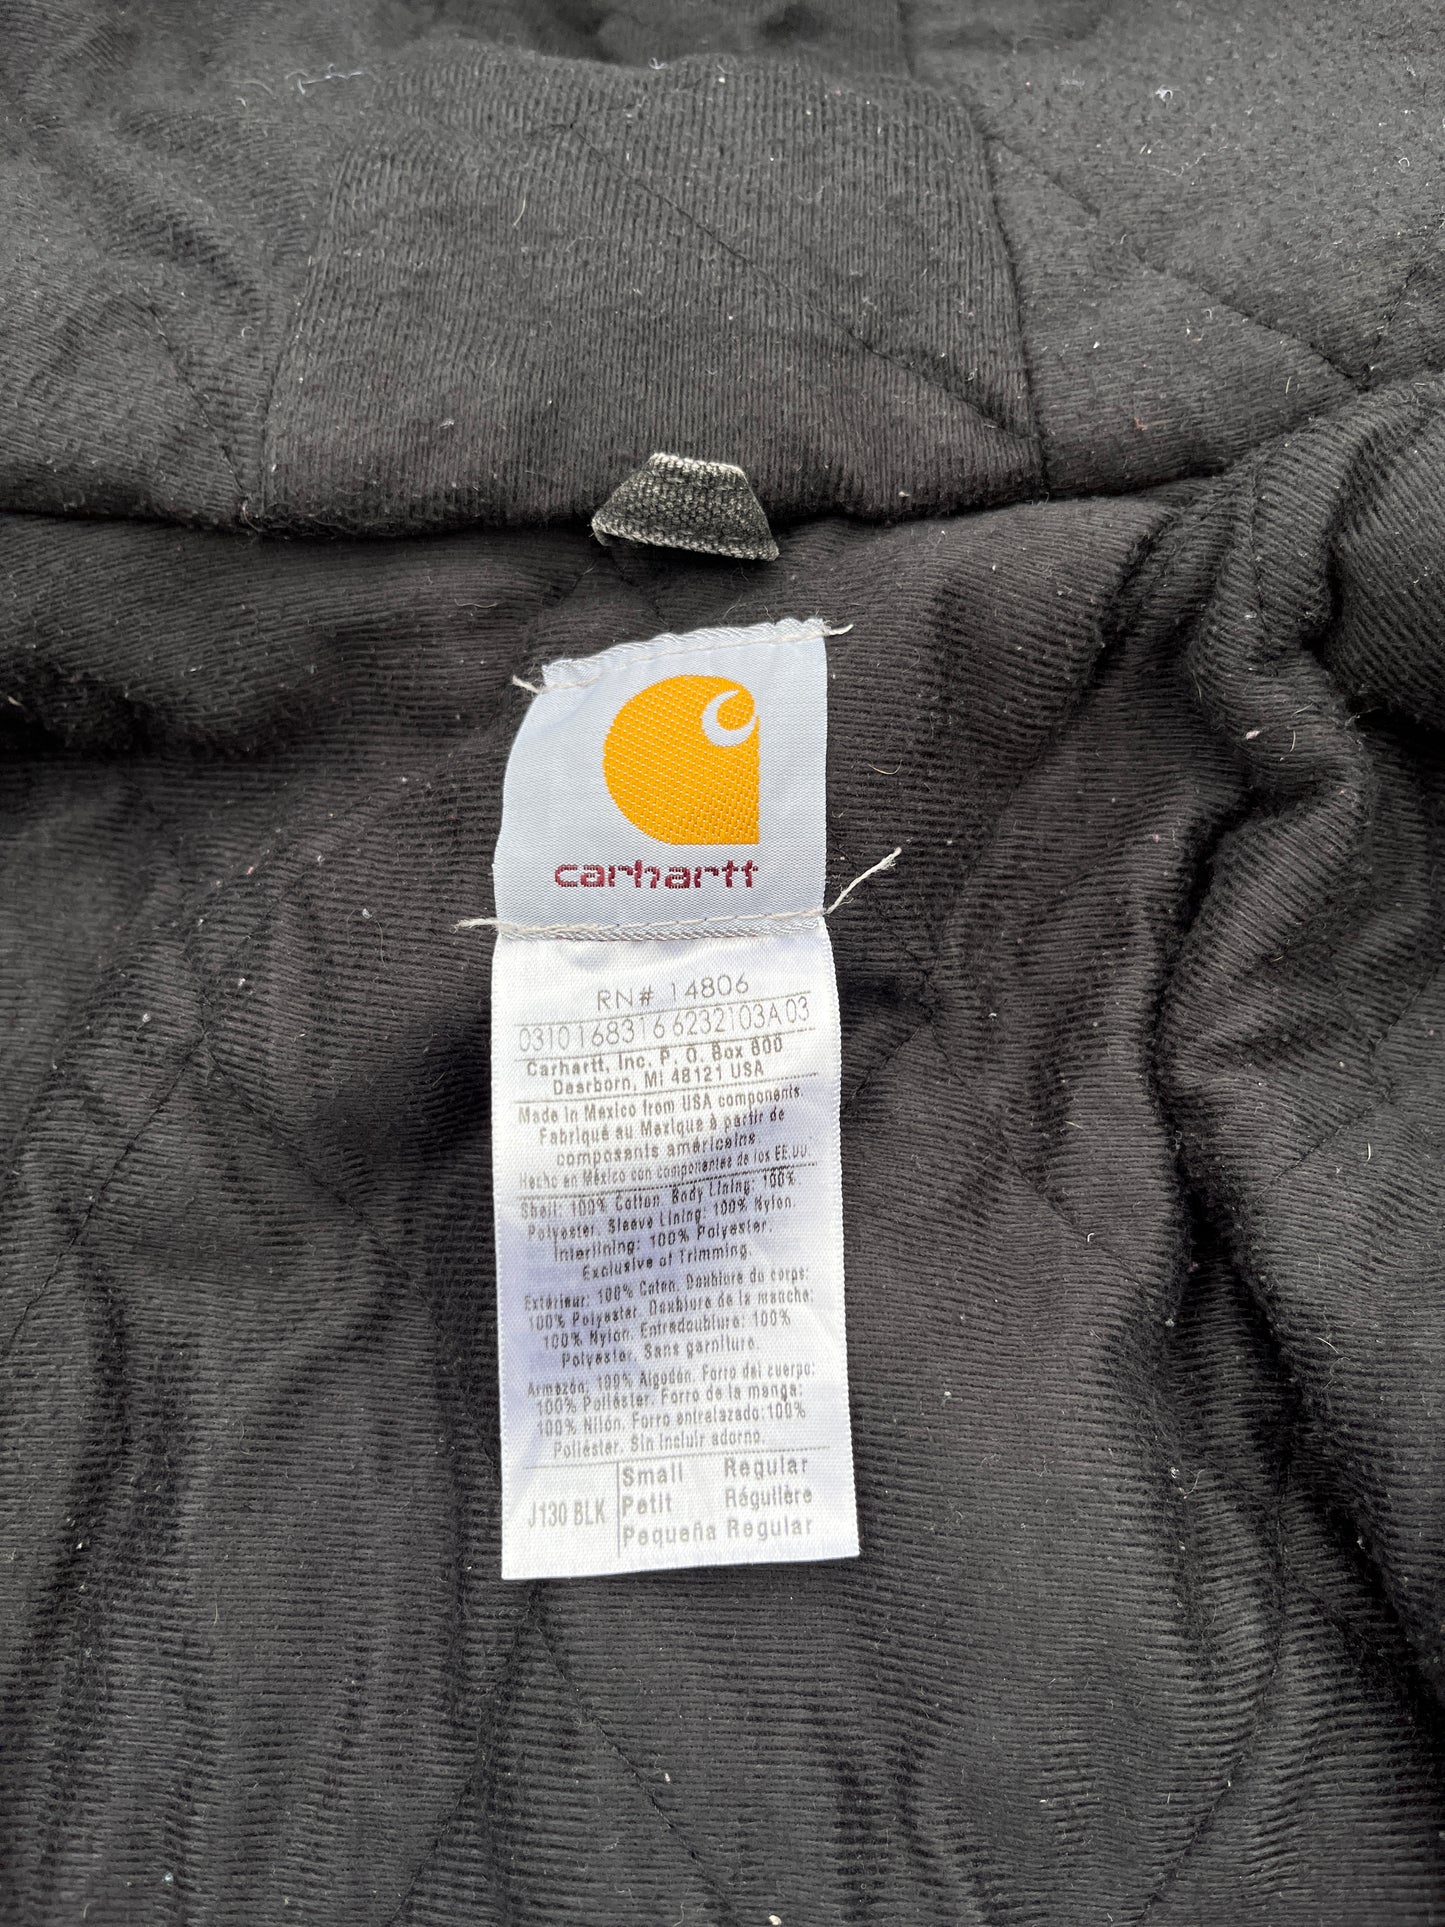 carhartt
RN# 14806
0310168316 6232103A 03
Carhartt, Inc. P. O. Box 600
Dearborn, MI 48121 USA
Made in Mexico from USA components.
Fabriqué au Mexique à partir de
composants américains.
Hecho en México con componentes de los EE.UU.
Shell: 100% Cotton. Body Lining: 100%
Polyester. Sleeve Lining: 100% Nylon.
Interlining: 100% Polyester.
Exclusive of Trimming.
Extérieur: 100% Coton. Doublure du corps:
100% Polyester. Doublure de la manche:
100% Nylon. Entredoublure: 100%
Polyester. Sans garniture.
Armazón: 100% Algodón. Forro del cuerpo:
100% Poliéster. Forro de la manga:
100% Nilón. Forro entrelazado: 100%
Poliéster. Sin incluir adorno.
Small Regular
J130 BLK Petit Régulière
Pequeña Regular